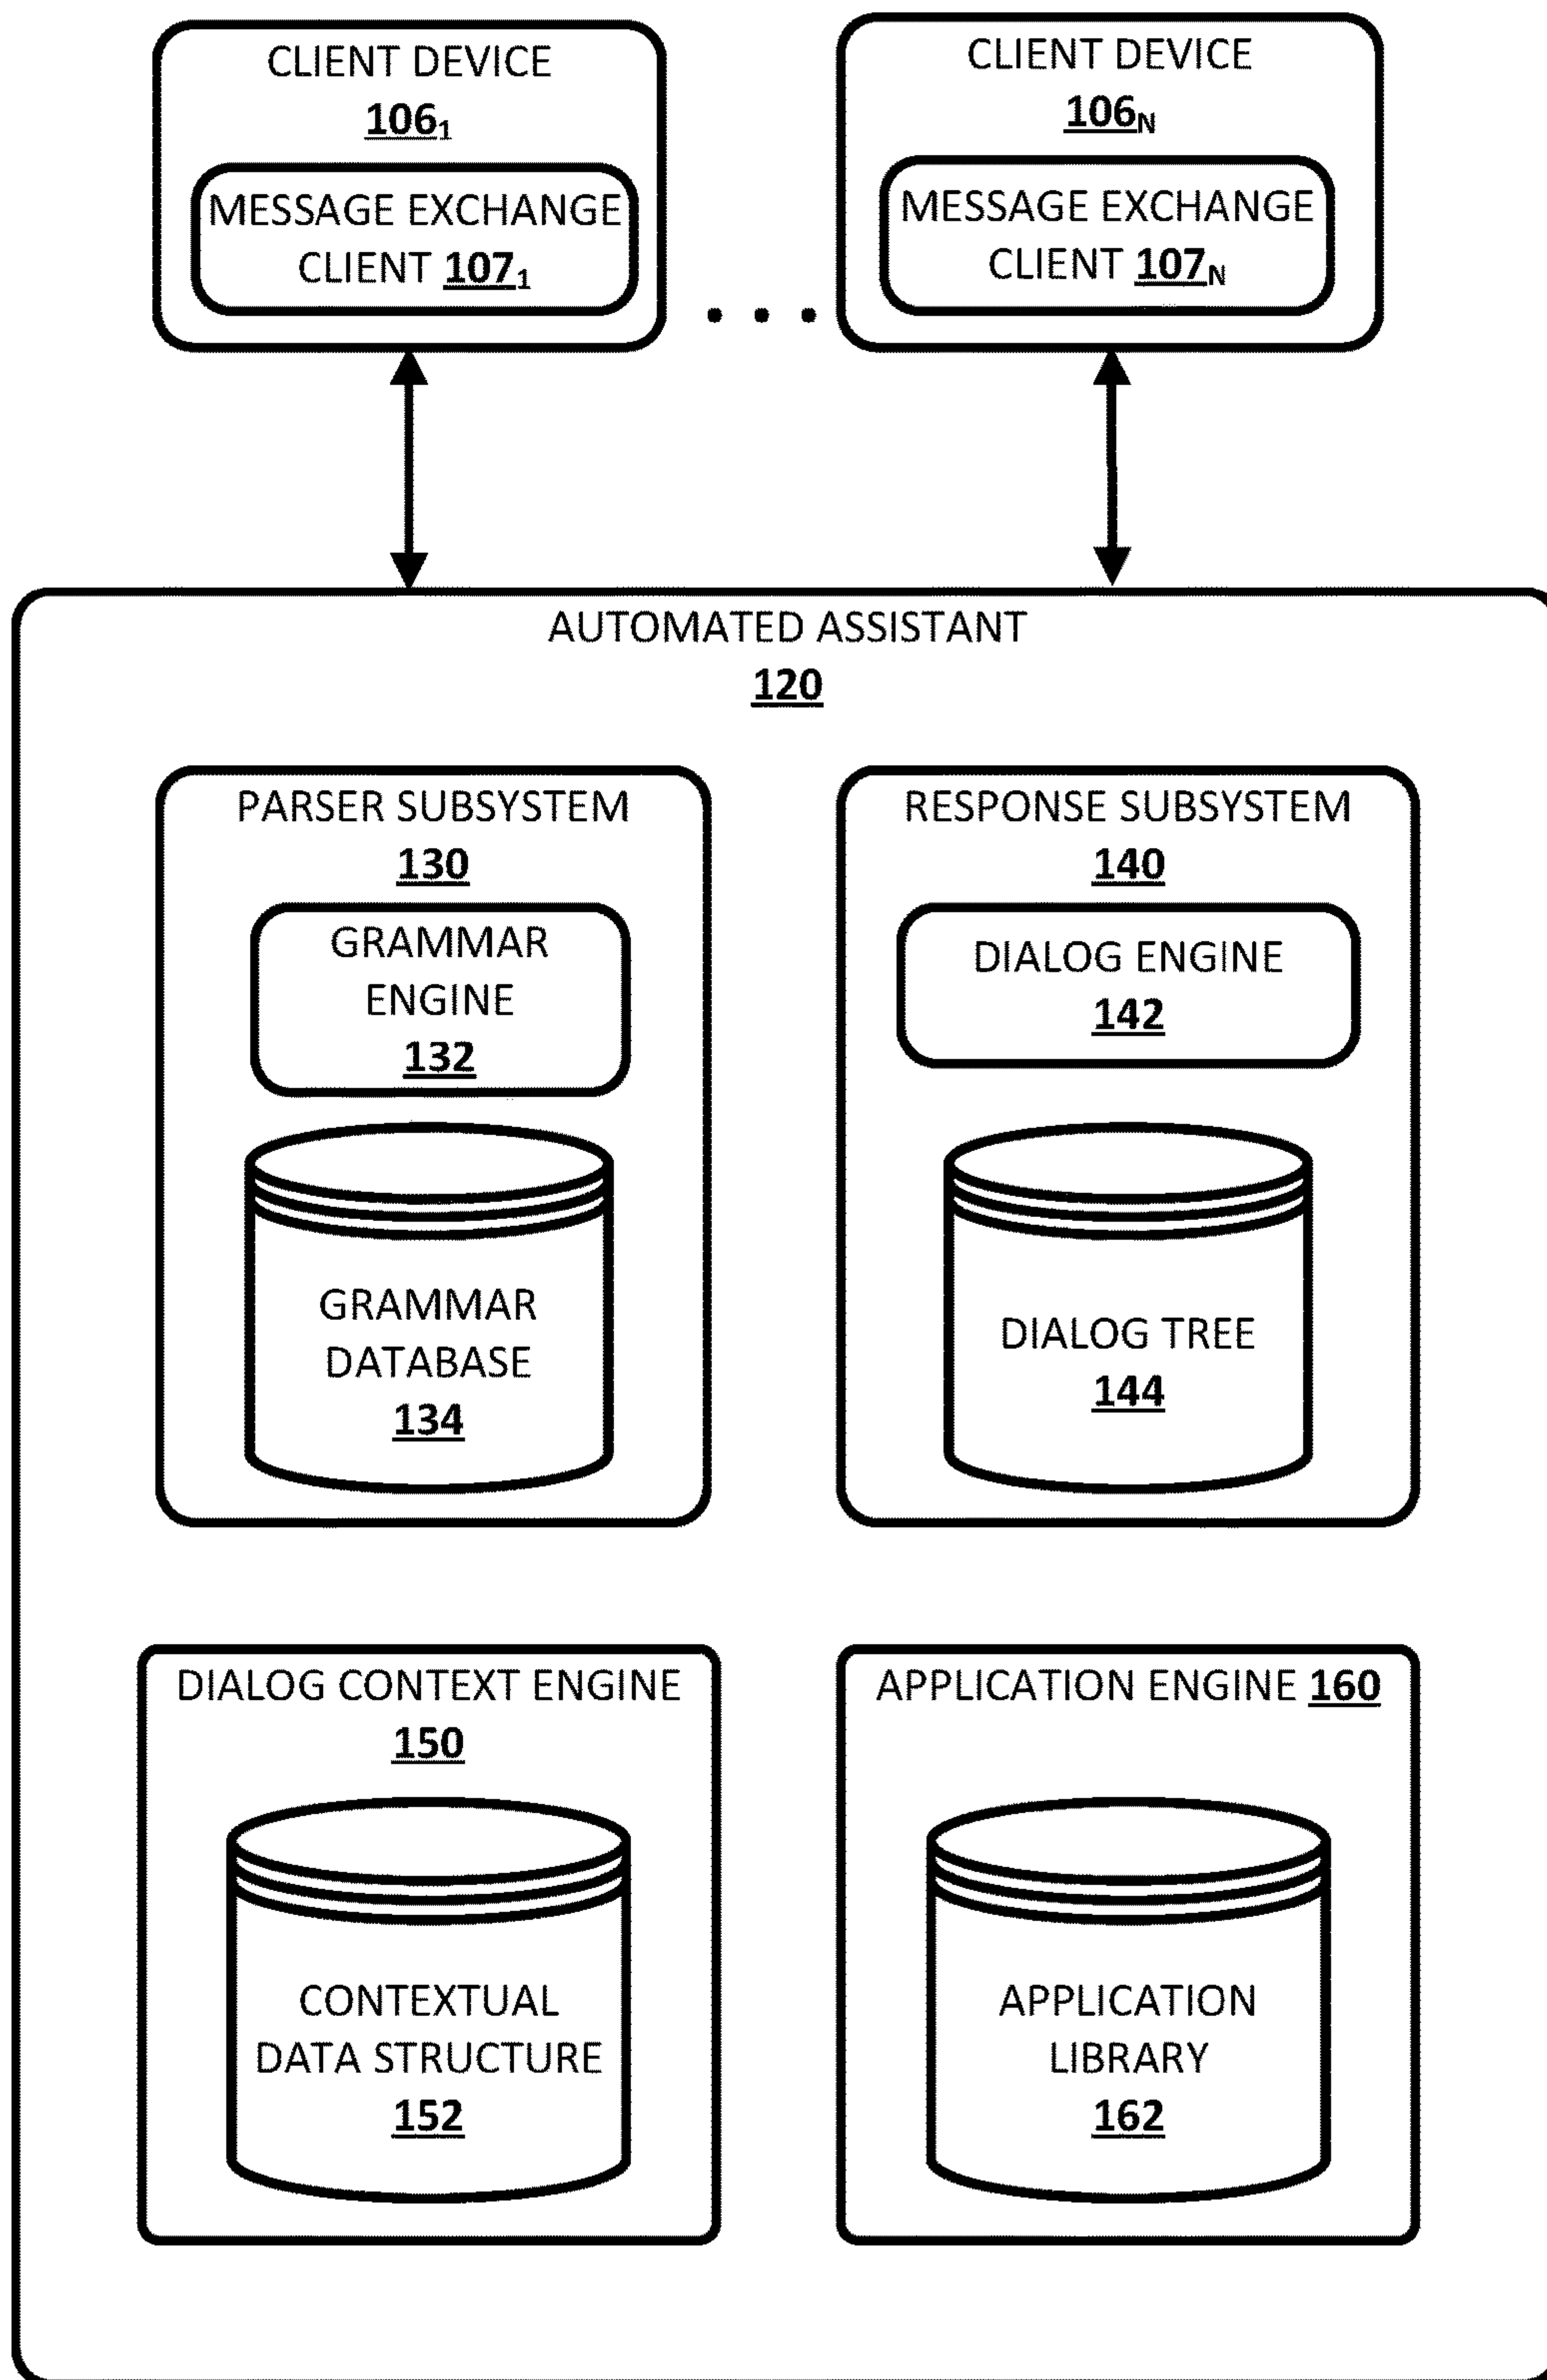 CLIENT DEVICE
106₁
MESSAGE EXCHANGE
CLIENT 107₁
. . .
CLIENT DEVICE
106ₙ
MESSAGE EXCHANGE
CLIENT 107ₙ
AUTOMATED ASSISTANT
120
PARSER SUBSYSTEM
130
GRAMMAR
ENGINE
132
GRAMMAR
DATABASE
134
RESPONSE SUBSYSTEM
140
DIALOG ENGINE
142
DIALOG TREE
144
DIALOG CONTEXT ENGINE
150
CONTEXTUAL
DATA STRUCTURE
152
APPLICATION ENGINE 160
APPLICATION
LIBRARY
162